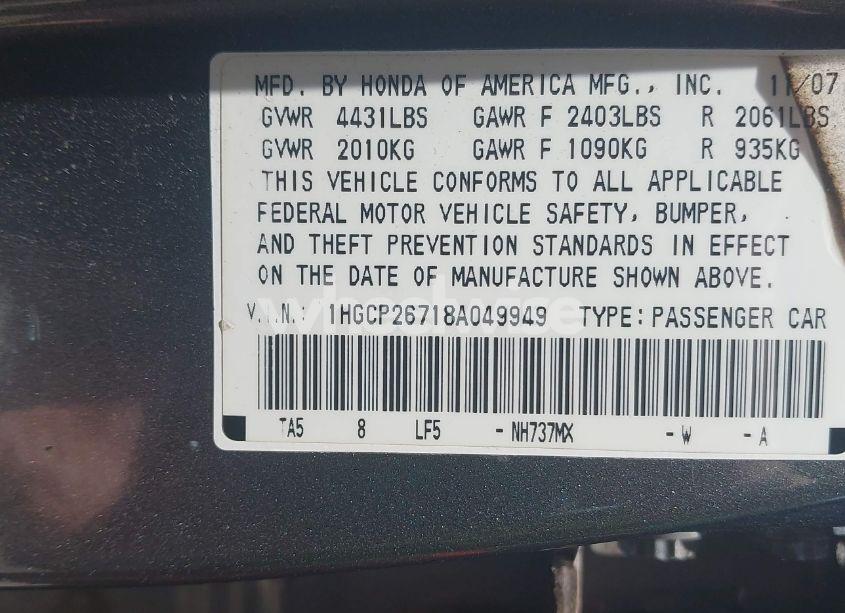 MFD. BY HONDA OF AMERICA MFG., INC. 11/07
GVWR 4431LBS GAWR F 2403LBS R 2061LBS
GVWR 2010KG GAWR F 1090KG R 935KG
THIS VEHICLE CONFORMS TO ALL APPLICABLE
FEDERAL MOTOR VEHICLE SAFETY, BUMPER,
AND THEFT PREVENTION STANDARDS IN EFFECT
ON THE DATE OF MANUFACTURE SHOWN ABOVE.
wheelwise
V.I.N.: 1HGCP26718A049949 TYPE:PASSENGER CAR
TA5 8 LF5 -NH737MX -W -A